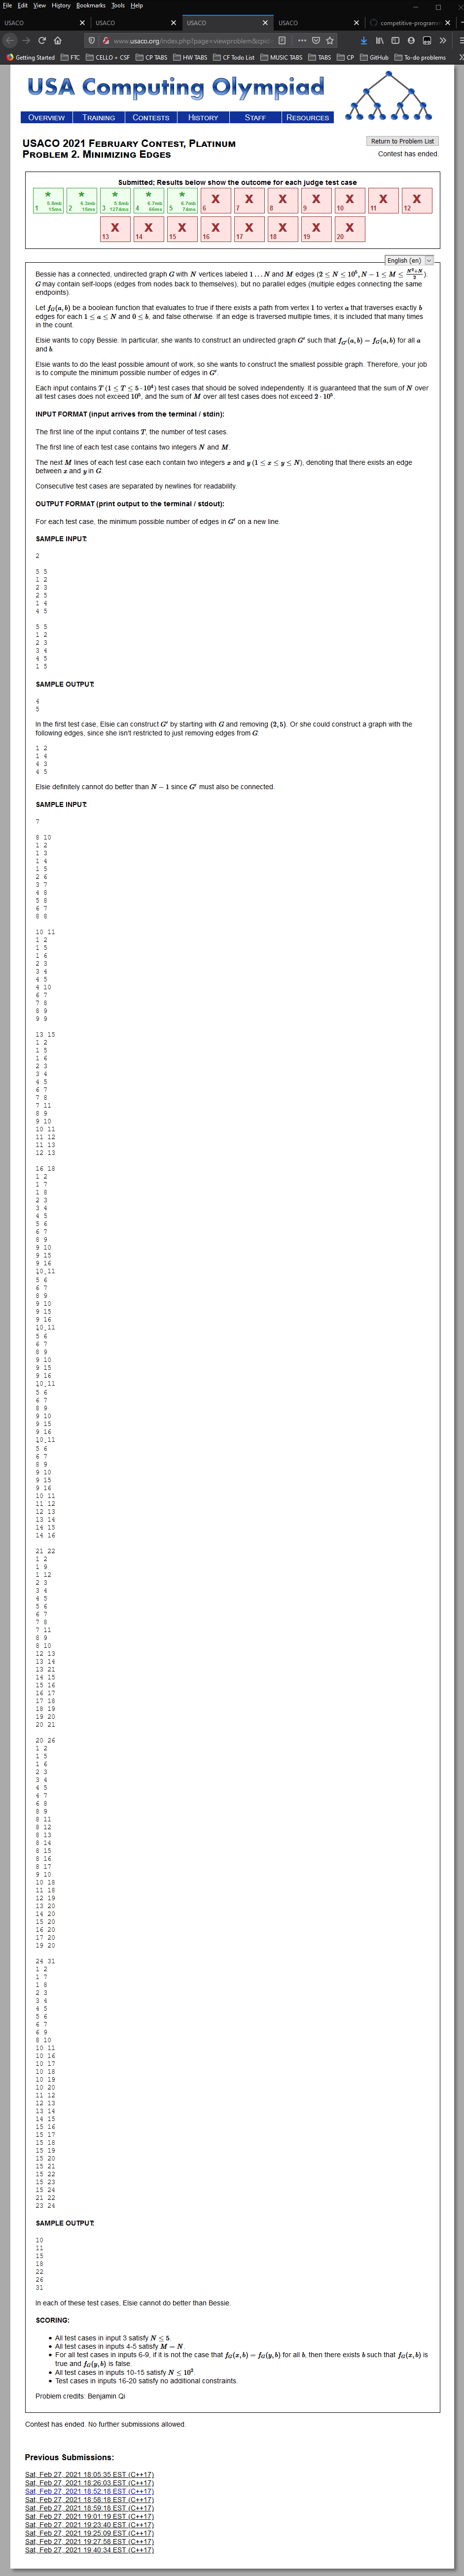 File Edit View History Bookmarks Tools Help
USACO
USACO
USACO
USACO
competitive-program
www.usaco.org/index.php?page=viewproblem&cpi
Getting Started FTC CELLO + CSF CP TABS HW TABS CF Todo List MUSIC TABS TABS CP GitHub To-do problems
USA Computing Olympiad
OVERVIEW TRAINING CONTESTS HISTORY STAFF RESOURCES
USACO 2021 FEBRUARY CONTEST, PLATINUM
PROBLEM 2. MINIMIZING EDGES
Return to Problem List
Contest has ended.
Submitted; Results below show the outcome for each judge test case
* * * * * x x x x x x x
1 2 3 4 5 6 7 8 9 10 11 12
x x x x x x x x
13 14 15 16 17 18 19 20
English (en)
Bessie has a connected, undirected graph G with N vertices labeled 1…N and M edges (2 ≤ N ≤ 10^5, N − 1 ≤ M ≤ (N^2+N)/2).
G may contain self-loops (edges from nodes back to themselves), but no parallel edges (multiple edges connecting the same
endpoints).
Let f_G(a, b) be a boolean function that evaluates to true if there exists a path from vertex 1 to vertex a that traverses exactly b
edges for each 1 ≤ a ≤ N and 0 ≤ b, and false otherwise. If an edge is traversed multiple times, it is included that many times
in the count.
Elsie wants to copy Bessie. In particular, she wants to construct an undirected graph G′ such that f_G′(a, b) = f_G(a, b) for all a
and b.
Elsie wants to do the least possible amount of work, so she wants to construct the smallest possible graph. Therefore, your job
is to compute the minimum possible number of edges in G′.
Each input contains T (1 ≤ T ≤ 5 · 10^4) test cases that should be solved independently. It is guaranteed that the sum of N over
all test cases does not exceed 10^5, and the sum of M over all test cases does not exceed 2 · 10^5.
INPUT FORMAT (input arrives from the terminal / stdin):
The first line of the input contains T, the number of test cases.
The first line of each test case contains two integers N and M.
The next M lines of each test case each contain two integers x and y (1 ≤ x ≤ y ≤ N), denoting that there exists an edge
between x and y in G.
Consecutive test cases are separated by newlines for readability.
OUTPUT FORMAT (print output to the terminal / stdout):
For each test case, the minimum possible number of edges in G′ on a new line.
SAMPLE INPUT:
2
5 5
1 2
2 3
2 5
1 4
4 5
5 5
1 2
2 3
3 4
4 5
1 5
SAMPLE OUTPUT:
4
5
In the first test case, Elsie can construct G′ by starting with G and removing (2, 5). Or she could construct a graph with the
following edges, since she isn't restricted to just removing edges from G:
1 2
1 4
4 3
4 5
Elsie definitely cannot do better than N − 1 since G′ must also be connected.
SAMPLE INPUT:
7
8 10
1 2
1 3
1 4
1 5
2 6
3 7
4 8
5 8
6 7
8 8
10 11
1 2
1 5
1 6
2 3
3 4
4 5
4 10
6 7
7 8
8 9
9 9
13 15
1 2
1 5
1 6
2 3
3 4
4 5
6 7
7 8
7 11
8 9
9 10
10 11
11 12
11 13
12 13
16 18
1 2
1 7
1 8
2 3
3 4
4 5
5 6
6 7
8 9
9 10
9 15
9 16
10 11
5 6
6 7
8 9
9 10
9 15
9 16
10 11
5 6
6 7
8 9
9 10
9 15
9 16
10 11
5 6
6 7
8 9
9 10
9 15
9 16
10 11
5 6
6 7
8 9
9 10
9 15
9 16
10 11
11 12
12 13
13 14
14 15
14 16
21 22
1 2
1 9
1 12
2 3
3 4
4 5
5 6
6 7
7 8
7 11
8 9
8 10
12 13
13 14
13 21
14 15
15 16
16 17
17 18
18 19
19 20
20 21
20 26
1 2
1 5
1 6
2 3
3 4
4 5
4 7
6 8
8 9
8 11
8 12
8 13
8 14
8 15
8 16
8 17
9 10
10 18
11 18
12 19
13 20
14 20
15 20
16 20
17 20
19 20
24 31
1 2
1 7
1 8
2 3
3 4
4 5
5 6
6 7
6 9
8 10
10 11
10 16
10 17
10 18
10 19
10 20
11 12
12 13
13 14
14 15
15 16
15 17
15 18
15 19
15 20
15 21
15 22
15 23
15 24
21 22
23 24
SAMPLE OUTPUT:
10
11
15
18
22
26
31
In each of these test cases, Elsie cannot do better than Bessie.
SCORING:
All test cases in input 3 satisfy N ≤ 5.
All test cases in inputs 4-5 satisfy M = N.
For all test cases in inputs 6-9, if it is not the case that f_G(x, b) = f_G(y, b) for all b, then there exists b such that f_G(x, b) is
true and f_G(y, b) is false.
All test cases in inputs 10-15 satisfy N ≤ 10^2.
Test cases in inputs 16-20 satisfy no additional constraints.
Problem credits: Benjamin Qi
Contest has ended. No further submissions allowed.
Previous Submissions:
Sat, Feb 27, 2021 18:05:35 EST (C++17)
Sat, Feb 27, 2021 18:26:03 EST (C++17)
Sat, Feb 27, 2021 18:52:18 EST (C++17)
Sat, Feb 27, 2021 18:58:18 EST (C++17)
Sat, Feb 27, 2021 18:59:18 EST (C++17)
Sat, Feb 27, 2021 19:01:19 EST (C++17)
Sat, Feb 27, 2021 19:23:40 EST (C++17)
Sat, Feb 27, 2021 19:25:09 EST (C++17)
Sat, Feb 27, 2021 19:27:58 EST (C++17)
Sat, Feb 27, 2021 19:40:34 EST (C++17)